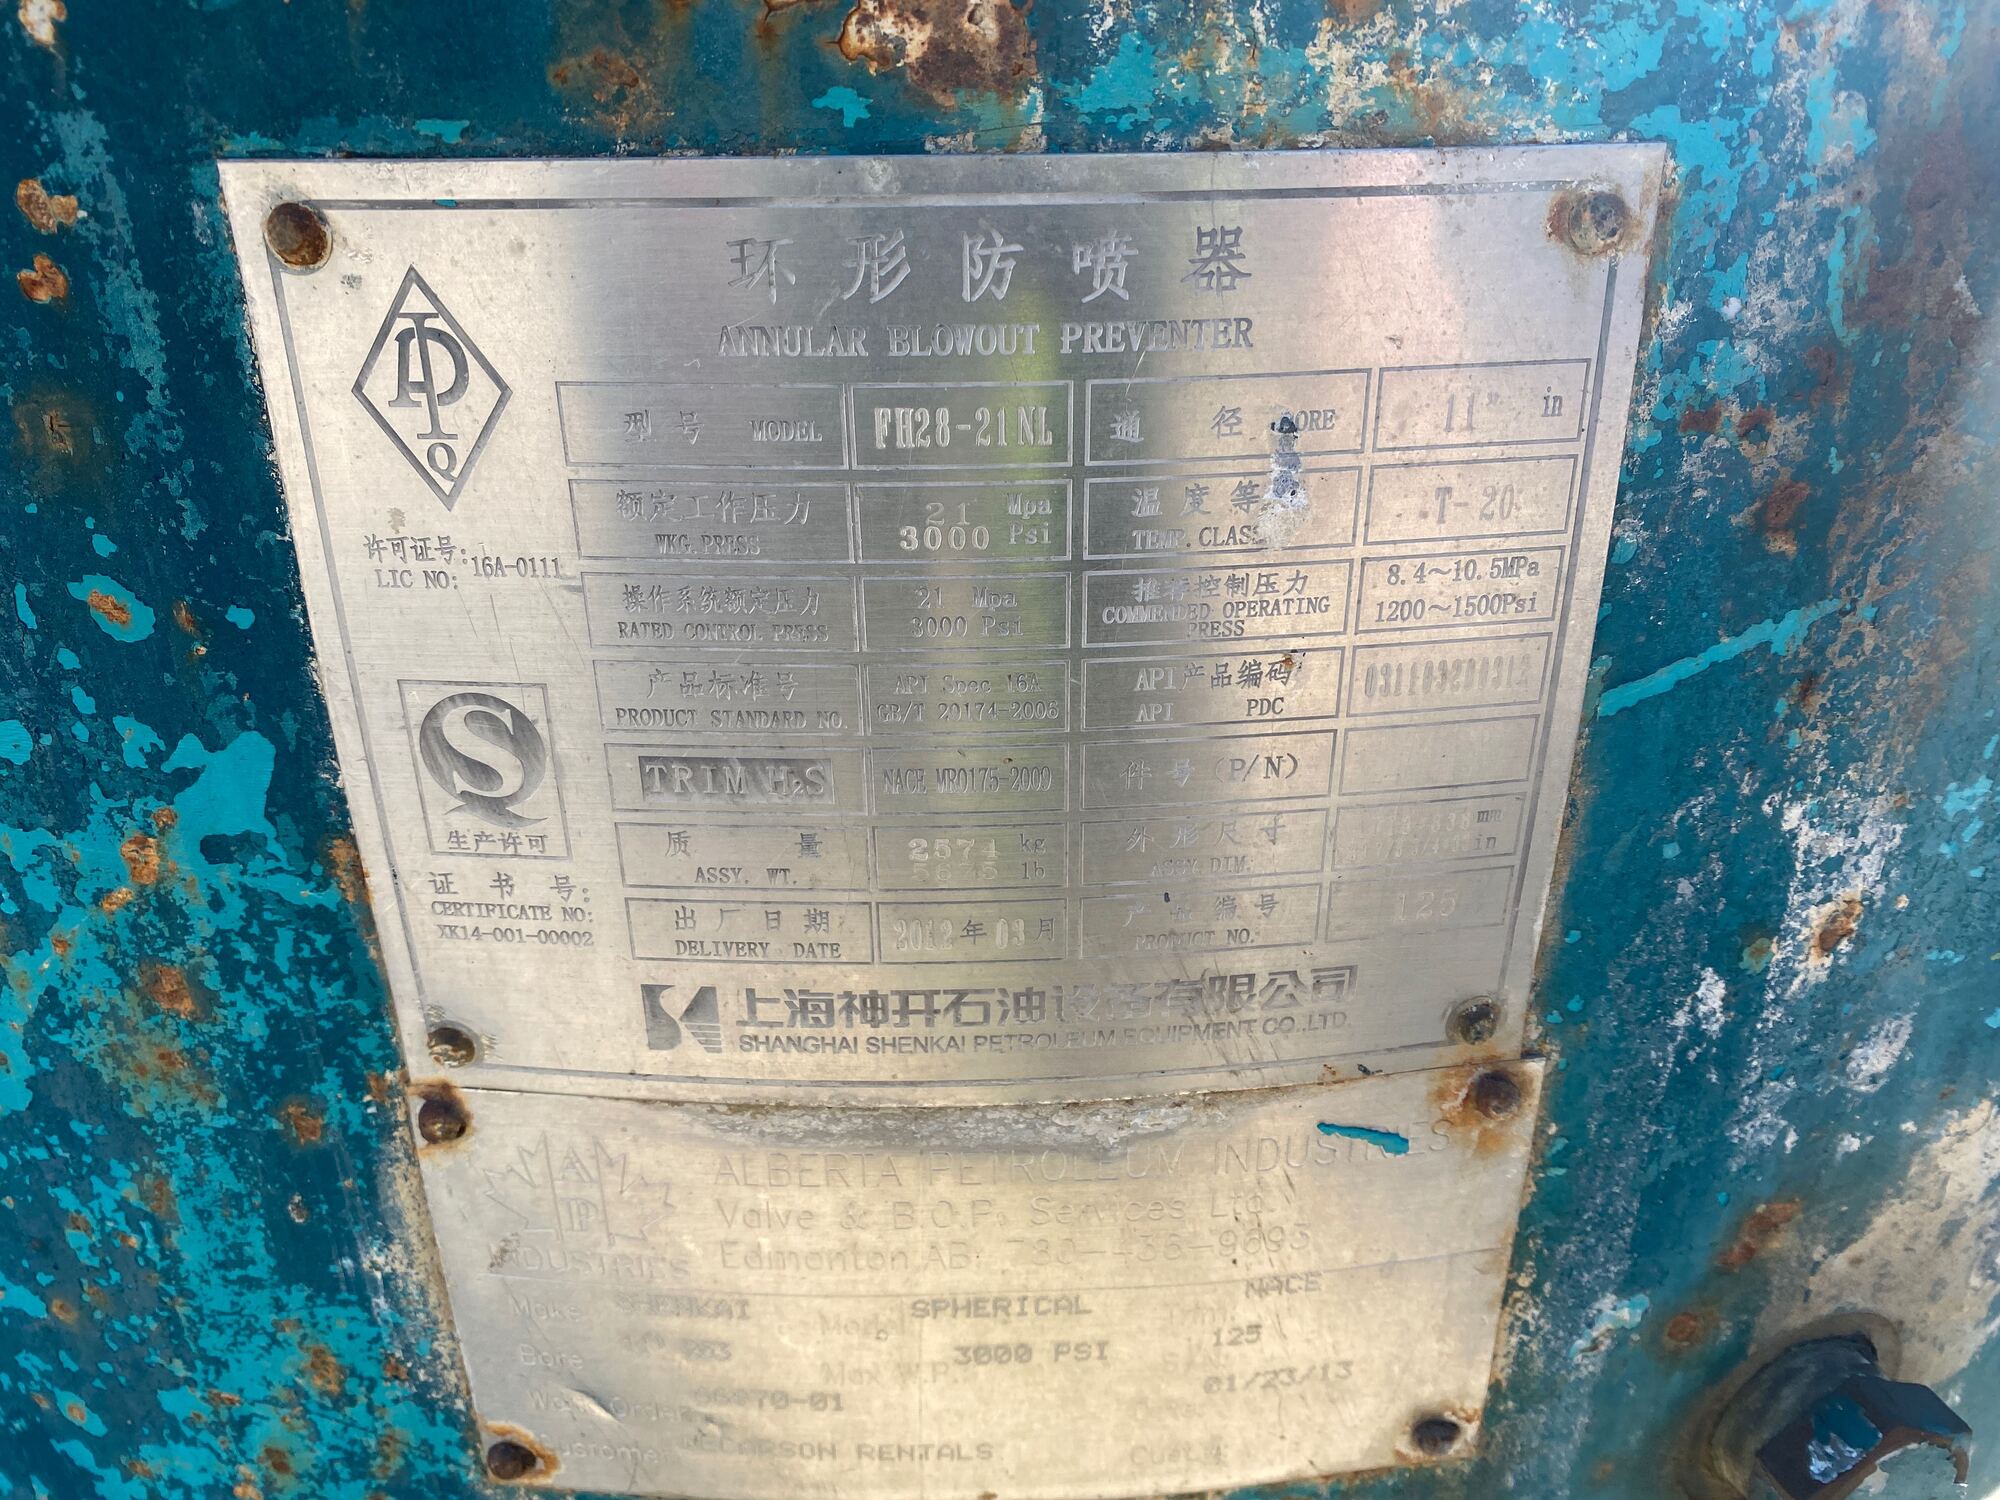 环形防喷器
ANNULAR BLOWOUT PREVENTER
API
Q
许可证号:
LIC NO: 16A-0111
型号 MODEL FH28-21NL 通径 BORE 11" in
额定工作压力 21 Mpa 温度等
WKG. PRESS 3000 Psi TEMP. CLASS T-20
操作系统额定压力 21 Mpa 推荐控制压力 8.4~10.5MPa
RATED CONTROL PRESS 3000 Psi COMMENDED OPERATING PRESS 1200~1500Psi
产品标准号 API Spec 16A API产品编码
PRODUCT STANDARD NO. GB/T 20174-2006 API PDC
TRIM H₂S NACE MR0175-2000 件号(P/N)
质量 2574 kg 外形尺寸 mm
ASSY. WT. lb ASSY.DIM. in
出厂日期 2012年03月 产品编号 125
DELIVERY DATE PRODUCT NO.
S
生产许可
证书号:
CERTIFICATE NO:
XK14-001-00002
上海神开石油设备有限公司
SHANGHAI SHENKAI PETROLEUM EQUIPMENT CO.,LTD.
A
P
INDUSTRIES
ALBERTA PETROLEUM INDUSTRIES
Valve & B.O.P. Services Ltd.
Edmonton AB.
Make SHENKAI Model SPHERICAL NACE
Bore Max W.P. 3000 PSI 125
Work Order 01/23/13
Customer RENTALS